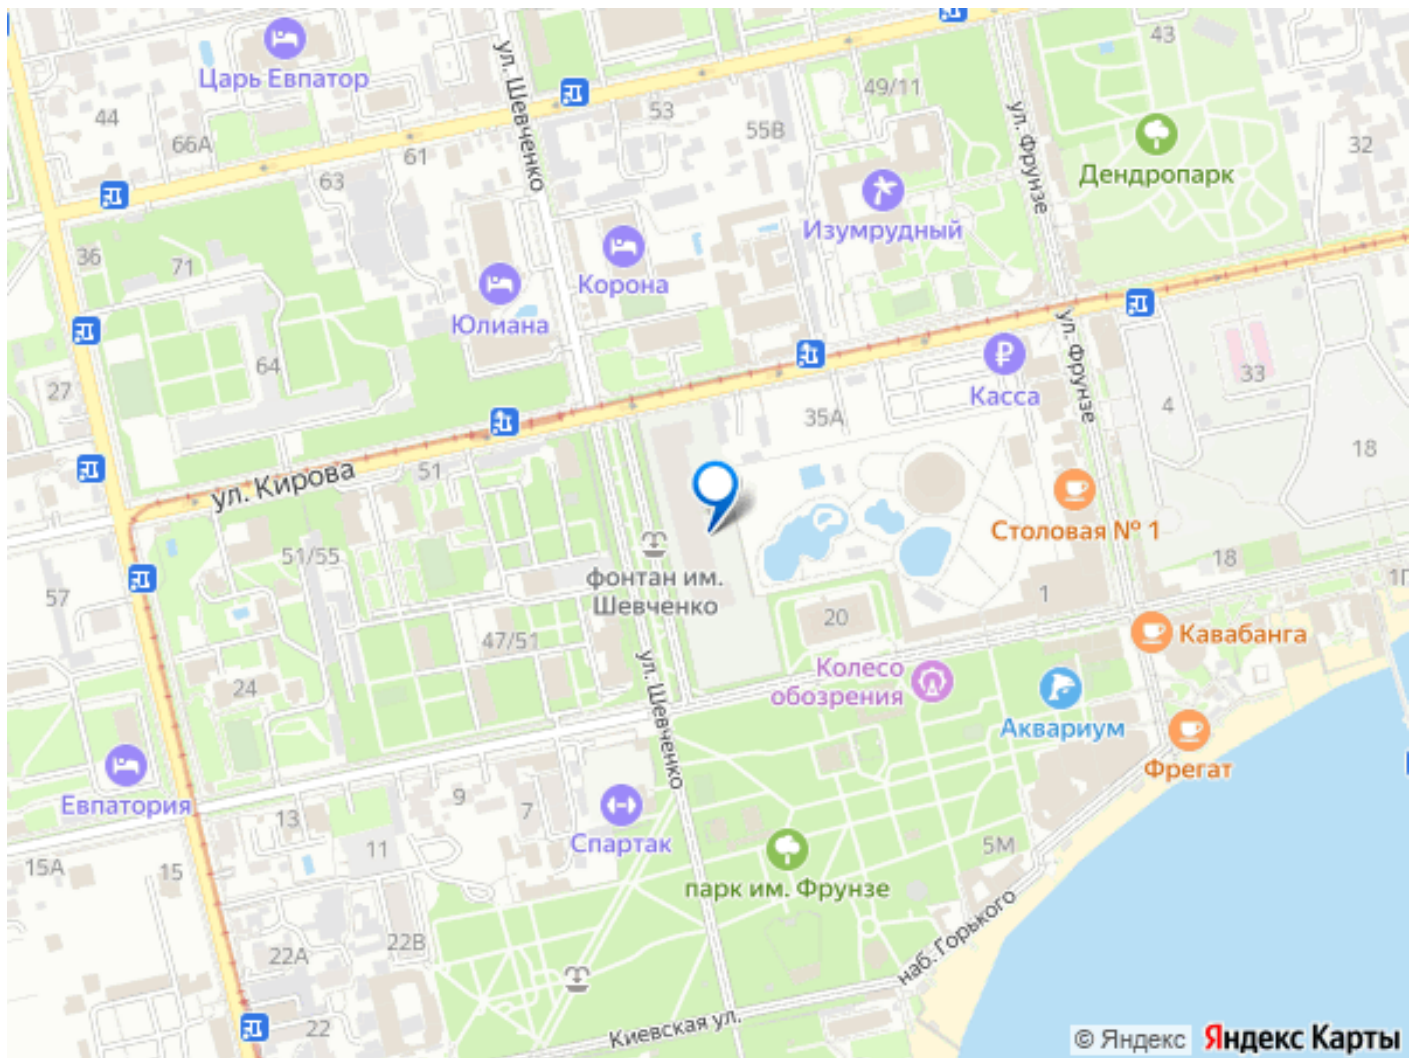 Царь Евпатор
ул. Шевченко
43
44
66А
53
49/11
55В
61
63
ул. Фрунзе
32
Дендропарк
Изумрудный
36
71
Корона
Юлиана
64
27
ул. Фрунзе
Касса
33
4
35А
18
51
ул. Кирова
Столовая № 1
51/55
18
57
фонтан им.
Шевченко
1
20
1П
Кавабанга
47/51
24
ул. Шевченко
Колесо
обозрения
Аквариум
Фрегат
Евпатория
13
9
7
Спартак
11
5М
15А
15
парк им. Фрунзе
22А
22В
наб. Горького
22
Киевская ул.
© Яндекс Яндекс Карты